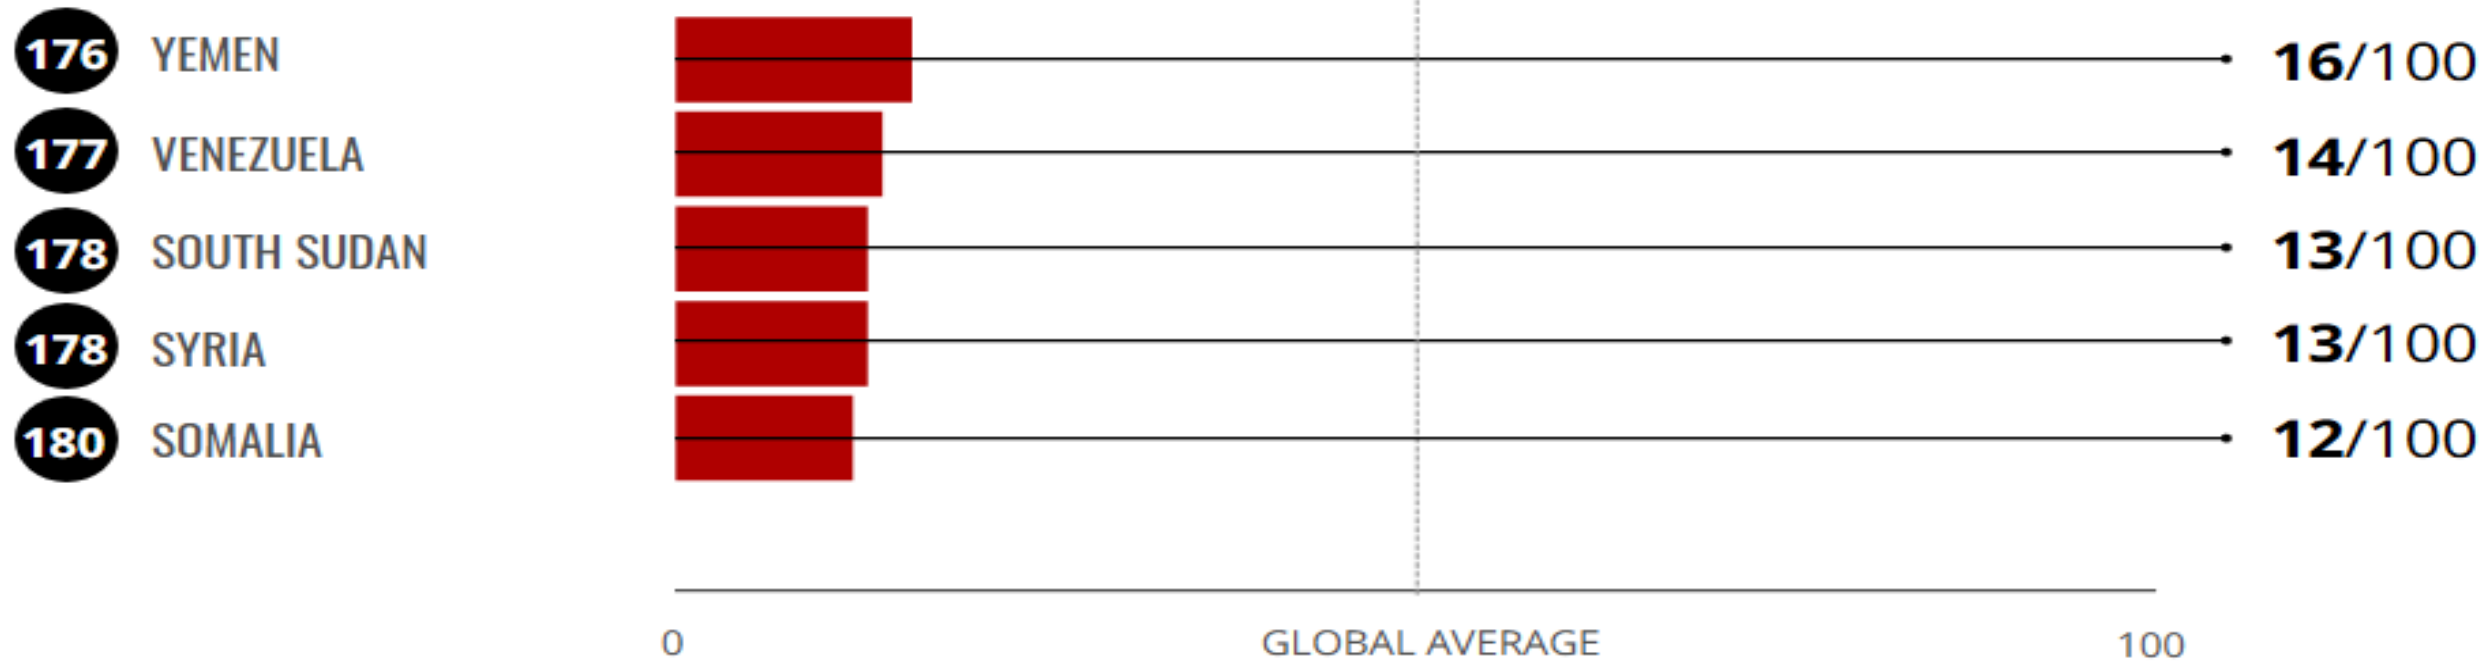 176 YEMEN 16/100
177 VENEZUELA 14/100
178 SOUTH SUDAN 13/100
178 SYRIA 13/100
180 SOMALIA 12/100
0 GLOBAL AVERAGE 100